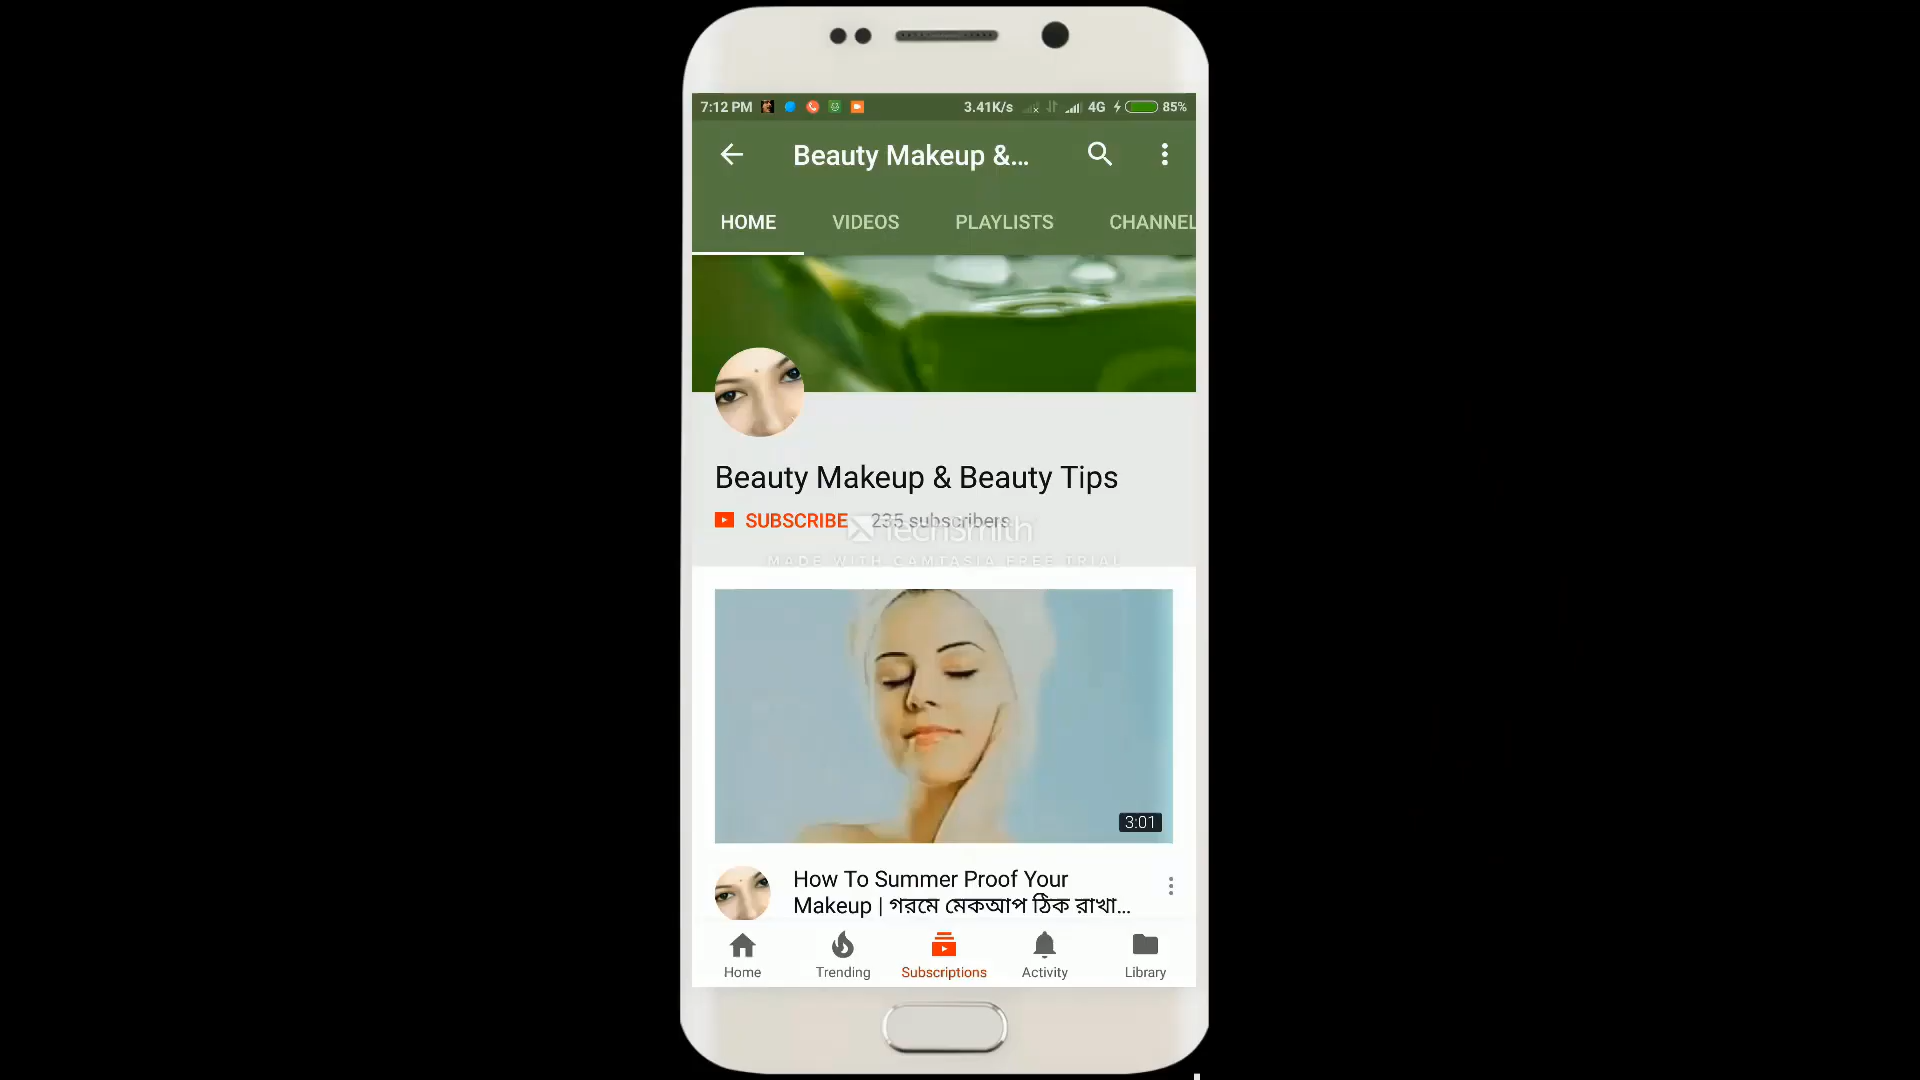 7:12 PM 3.41K/s 4G 85%
Beauty Makeup &...
HOME VIDEOS PLAYLISTS CHANNEL
Beauty Makeup & Beauty Tips
SUBSCRIBE 235 subscribers
TechSmith
MADE WITH CAMTASIA FREE TRIAL
3:01
How To Summer Proof Your
Makeup | গরমে মেকআপ ঠিক রাখা...
Home Trending Subscriptions Activity Library